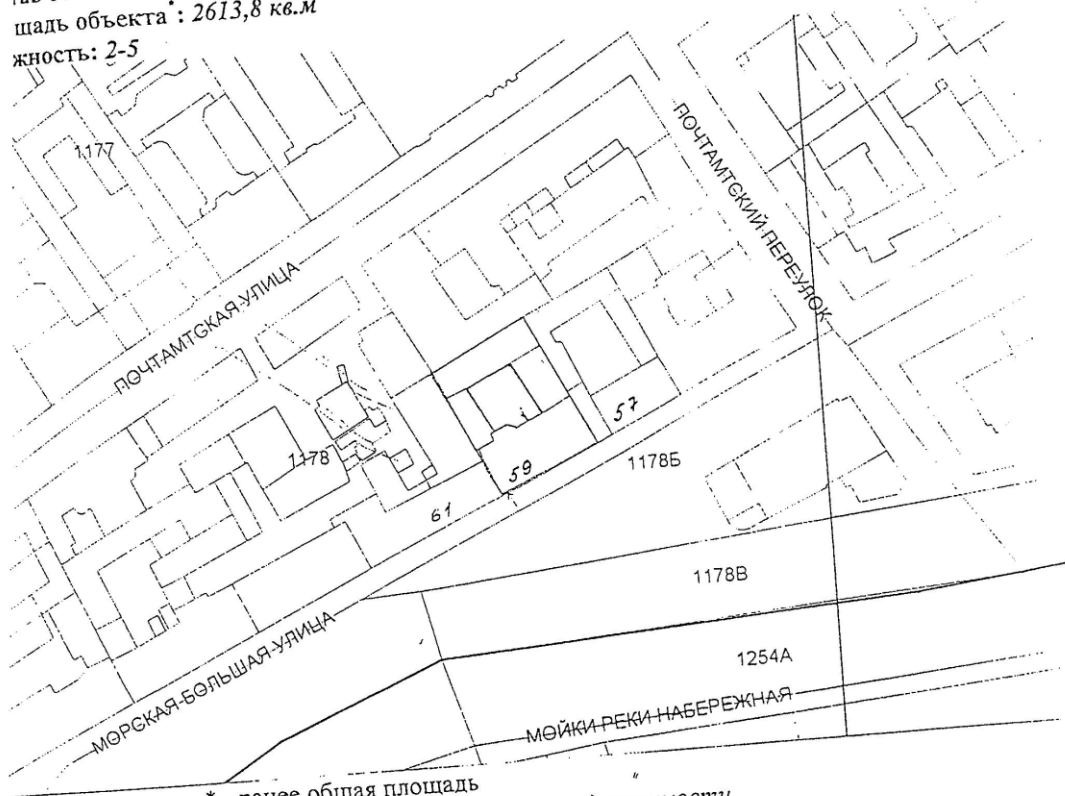 щадь объекта*: 2613,8 кв.м
жность: 2-5
1177
ПОЧТАМТСКИЙ ПЕРЕУЛОК
ПОЧТАМТСКАЯ УЛИЦА
57
1178
59
1178Б
61
1178В
1254А
МОРСКАЯ БОЛЬШАЯ УЛИЦА
МОЙКИ РЕКИ НАБЕРЕЖНАЯ
* - ранее общая площадь